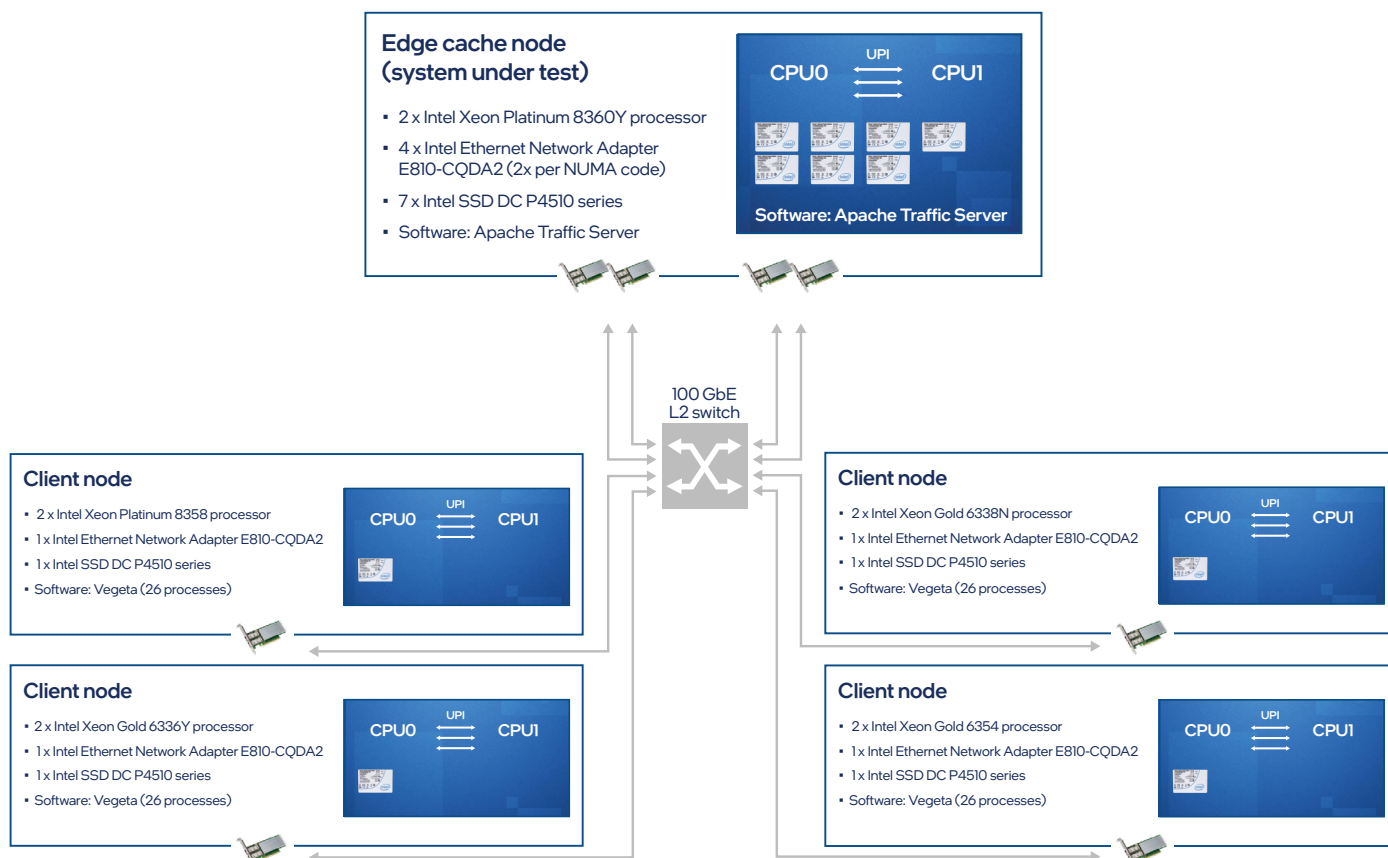 Edge cache node
(system under test)
▪ 2 x Intel Xeon Platinum 8360Y processor
▪ 4 x Intel Ethernet Network Adapter
E810-CQDA2 (2x per NUMA code)
▪ 7 x Intel SSD DC P4510 series
▪ Software: Apache Traffic Server
UPI
CPU0
CPU1
Software: Apache Traffic Server
100 GbE
L2 switch
Client node
▪ 2 x Intel Xeon Platinum 8358 processor
▪ 1 x Intel Ethernet Network Adapter E810-CQDA2
▪ 1 x Intel SSD DC P4510 series
▪ Software: Vegeta (26 processes)
UPI
CPU0
CPU1
Client node
▪ 2 x Intel Xeon Gold 6338N processor
▪ 1 x Intel Ethernet Network Adapter E810-CQDA2
▪ 1 x Intel SSD DC P4510 series
▪ Software: Vegeta (26 processes)
UPI
CPU0
CPU1
Client node
▪ 2 x Intel Xeon Gold 6336Y processor
▪ 1 x Intel Ethernet Network Adapter E810-CQDA2
▪ 1 x Intel SSD DC P4510 series
▪ Software: Vegeta (26 processes)
UPI
CPU0
CPU1
Client node
▪ 2 x Intel Xeon Gold 6354 processor
▪ 1 x Intel Ethernet Network Adapter E810-CQDA2
▪ 1 x Intel SSD DC P4510 series
▪ Software: Vegeta (26 processes)
UPI
CPU0
CPU1